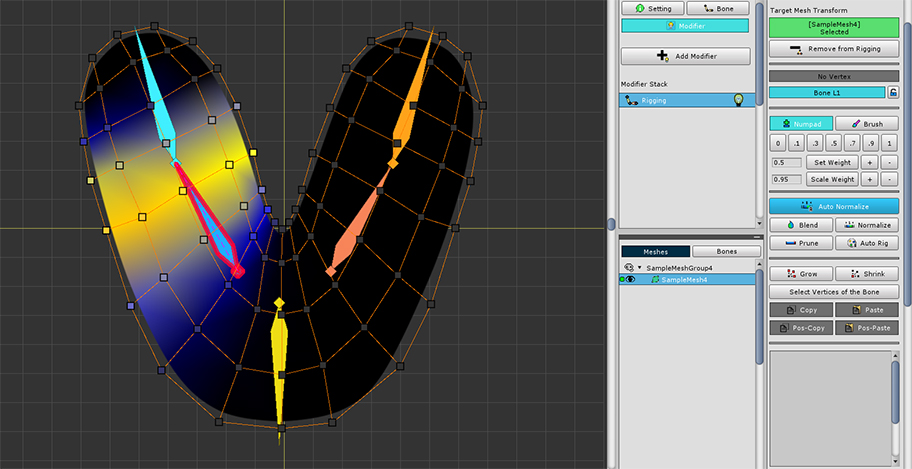 Setting
Bone
Modifier
Add Modifier
Modifier Stack
Rigging
Meshes
Bones
SampleMeshGroup4
SampleMesh4
Target Mesh Transform
[SampleMesh4]
Selected
Remove from Rigging
No Vertex
Bone L1
Numpad
Brush
0 .1 .3 .5 .7 .9 1
0.5 Set Weight + -
0.95 Scale Weight + -
Auto Normalize
Blend
Normalize
Prune
Auto Rig
Grow
Shrink
Select Vertices of the Bone
Copy
Paste
Pos-Copy
Pos-Paste